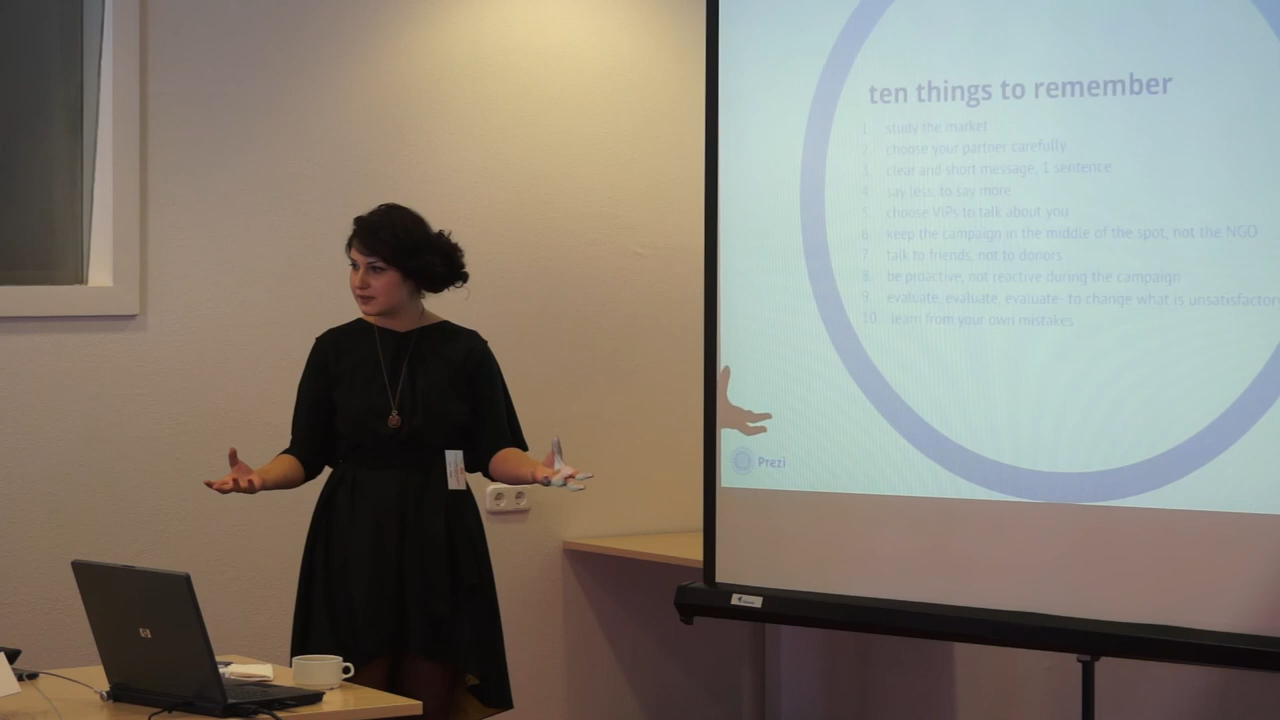 ten things to remember
1. study the market
2. choose your partner carefully
3. clear and short message, 1 sentence
4. say less, to say more
5. choose VIPs to talk about you
6. keep the campaign in the middle of the spot, not the NGO
7. talk to friends, not to donors
8. be proactive, not reactive during the campaign
9. evaluate, evaluate, evaluate- to change what is unsatisfactory
10. learn from your own mistakes
Prezi
hp